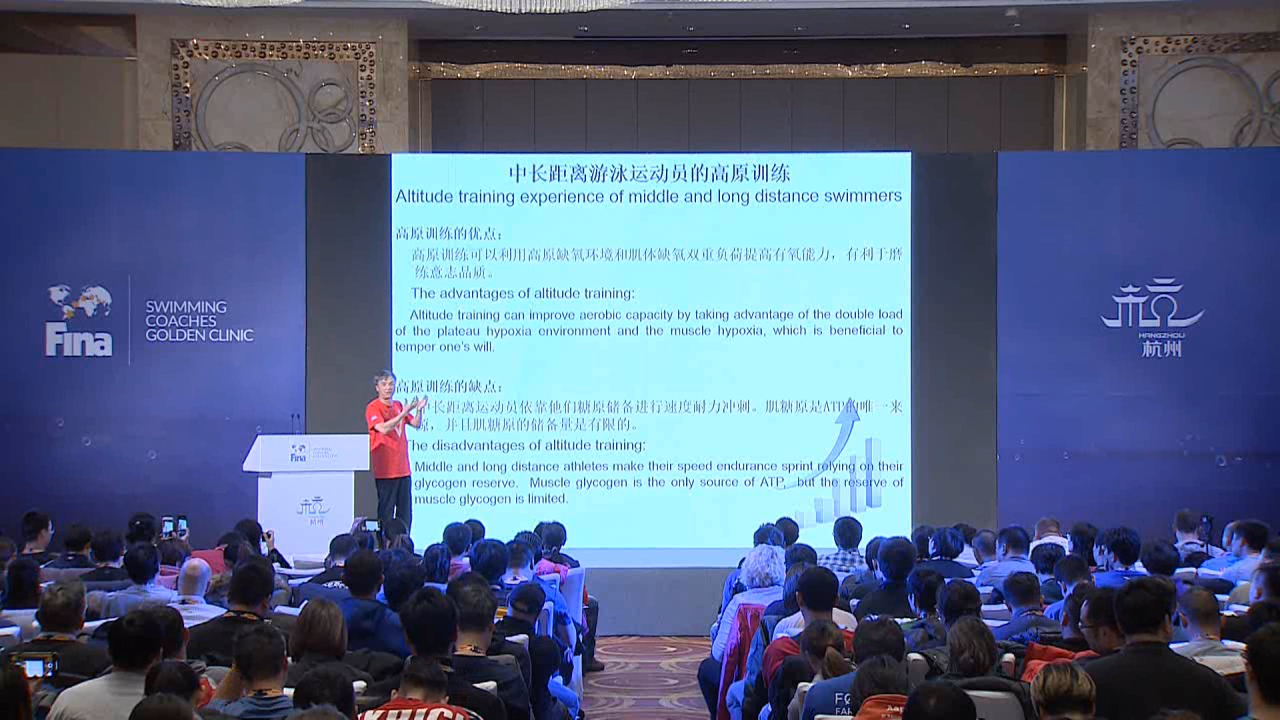 中长距离游泳运动员的高原训练
Altitude training experience of middle and long distance swimmers
高原训练的优点：
高原训练可以利用高原缺氧环境和肌体缺氧双重负荷提高有氧能力，有利于磨
练意志品质。
The advantages of altitude training:
Altitude training can improve aerobic capacity by taking advantage of the double load
of the plateau hypoxia environment and the muscle hypoxia, which is beneficial to
temper one's will.
高原训练的缺点：
中长距离运动员依靠他们糖原储备进行速度耐力冲刺。肌糖原是ATP的唯一来
源，并且肌糖原的储备量是有限的。
The disadvantages of altitude training:
Middle and long distance athletes make their speed endurance sprint relying on their
glycogen reserve. Muscle glycogen is the only source of ATP, but the reserve of
muscle glycogen is limited.
Fina
SWIMMING
COACHES
GOLDEN CLINIC
HANGZHOU
杭州
Fina
杭州